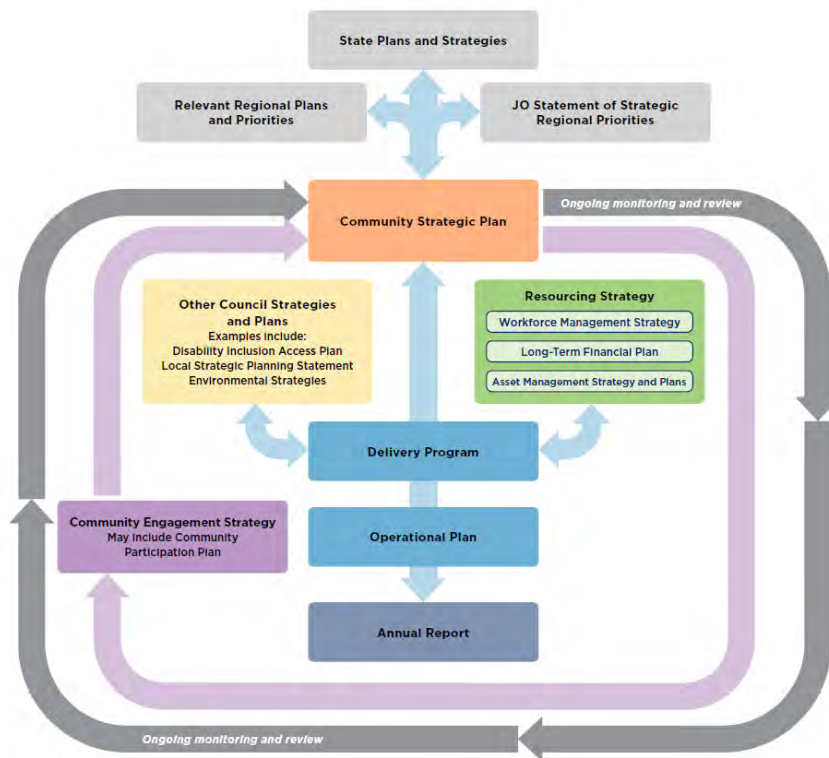 State Plans and Strategies
Relevant Regional Plans
and Priorities
JO Statement of Strategic
Regional Priorities
Community Strategic Plan
Ongoing monitoring and review
Other Council Strategies
and Plans
Examples include:
Disability Inclusion Access Plan
Local Strategic Planning Statement
Environmental Strategies
Resourcing Strategy
Workforce Management Strategy
Long-Term Financial Plan
Asset Management Strategy and Plans
Delivery Program
Community Engagement Strategy
May Include Community
Participation Plan
Operational Plan
Annual Report
Ongoing monitoring and review